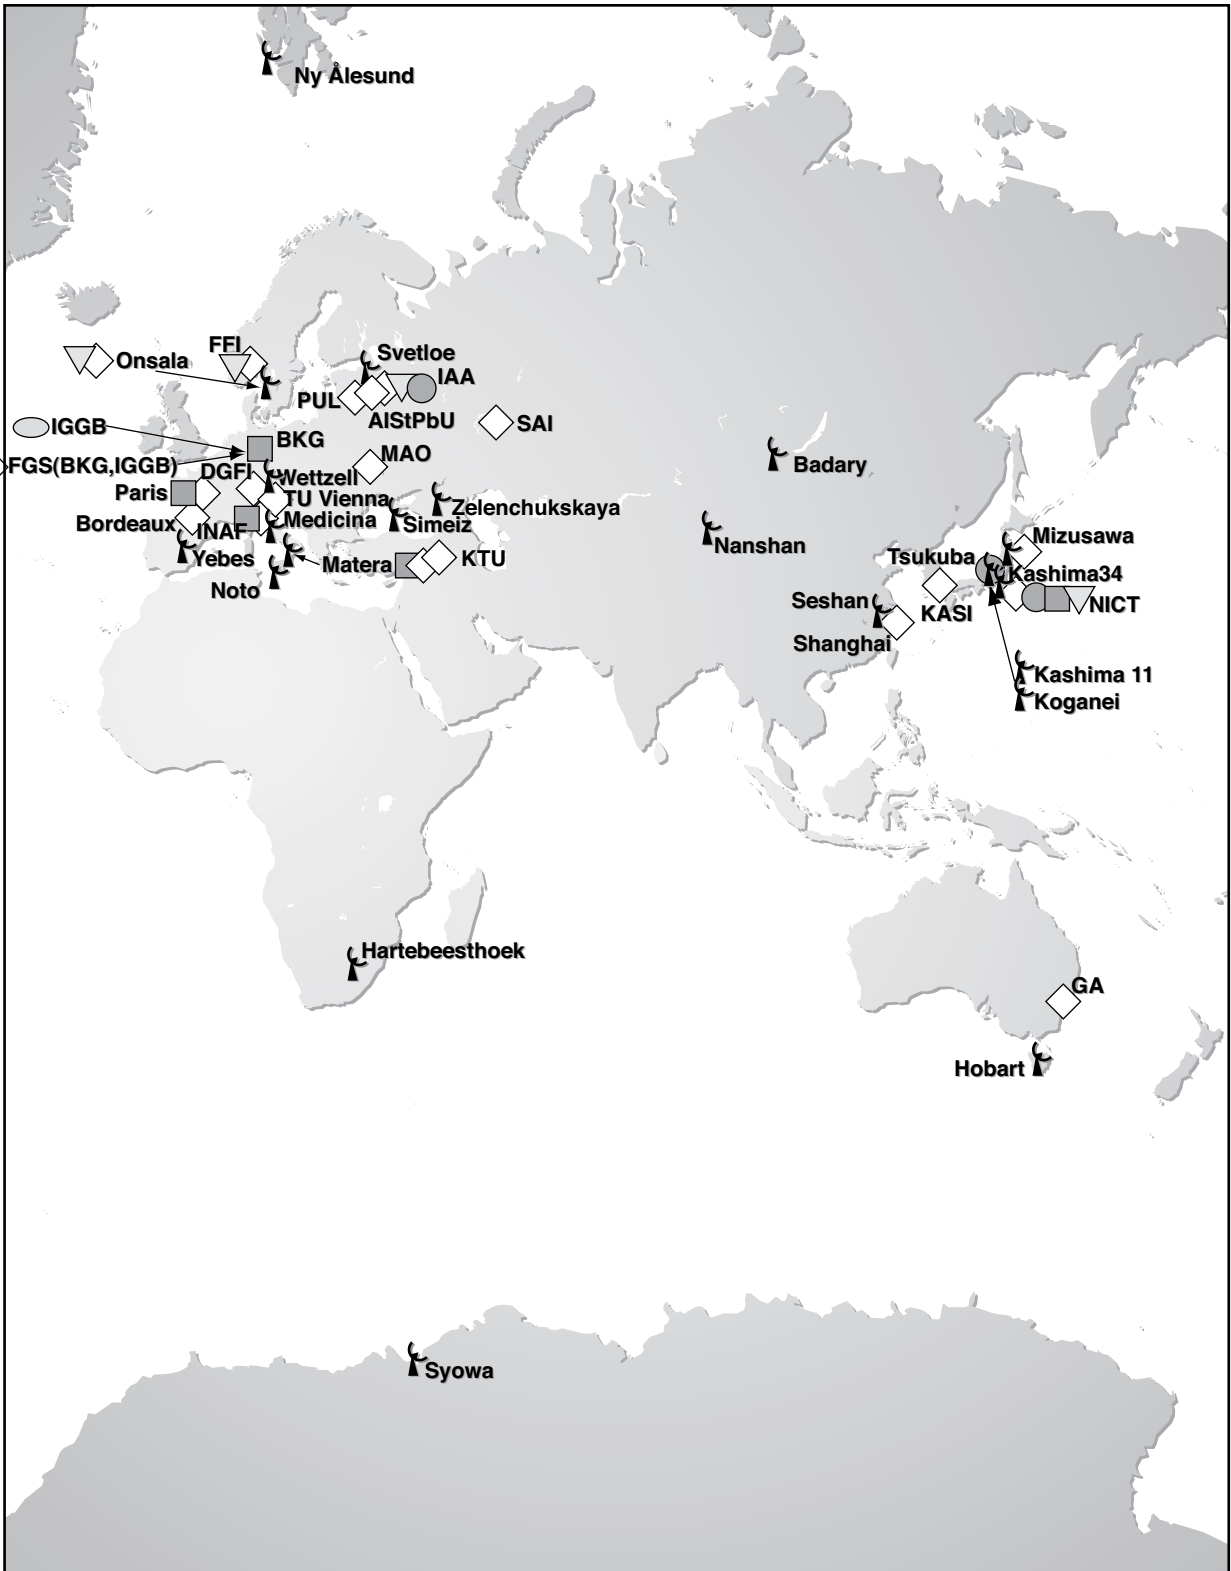 Ny Ålesund
FFI
Onsala
Svetloe
IAA
PUL
AIStPbU
SAI
IGGB
BKG
MAO
FGS(BKG,IGGB)
DGFI
Wettzell
Badary
Paris
TU Vienna
Zelenchukskaya
Bordeaux
INAF
Medicina
Simeiz
Mizusawa
Nanshan
Yebes
Matera
KTU
Tsukuba
Kashima34
Noto
Seshan
KASI
NICT
Shanghai
Kashima 11
Koganei
Hartebeesthoek
GA
Hobart
Syowa